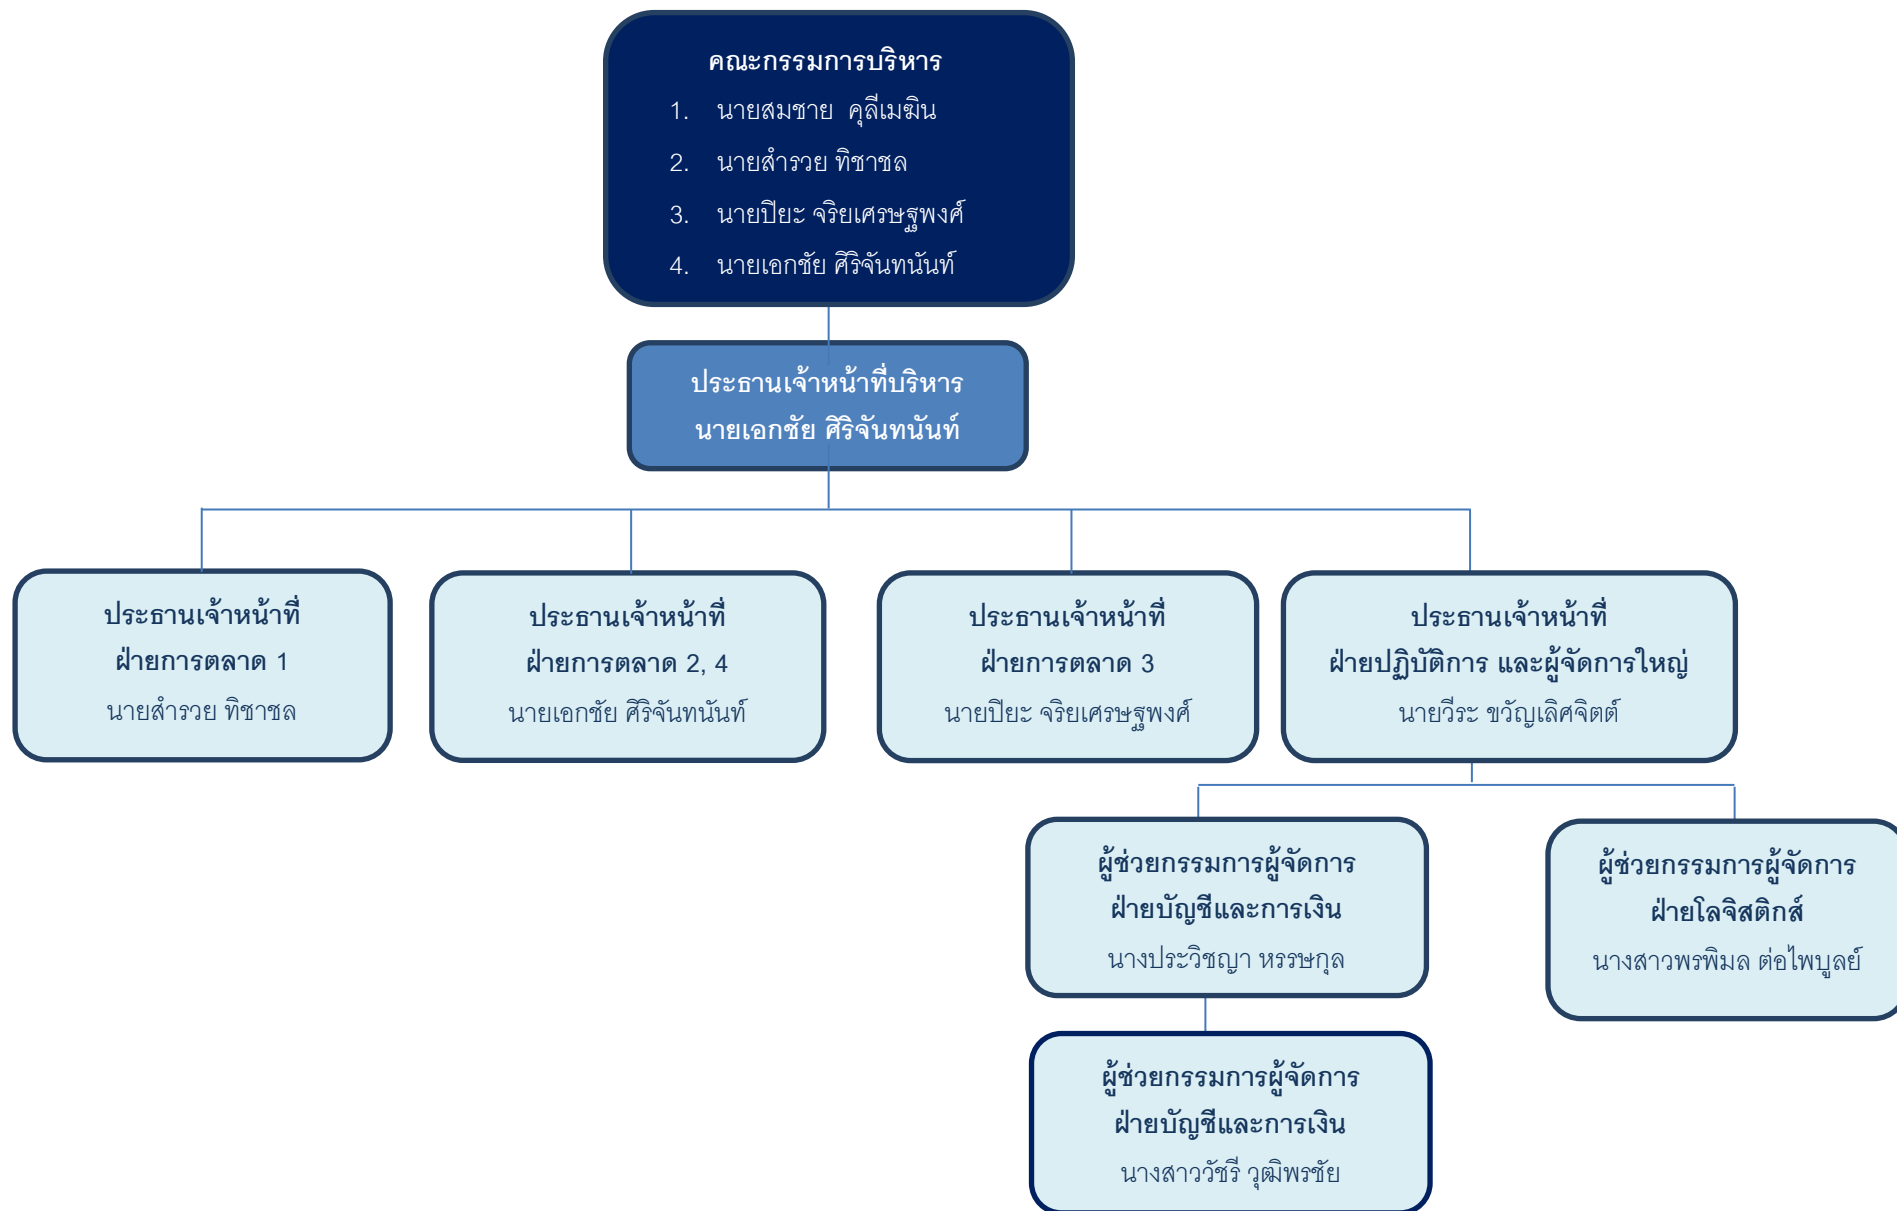 คณะกรรมการบริหาร
1. นายสมชาย คุลีเมฆิน
2. นายสำรวย ทิชาชล
3. นายปิยะ จริยเศรษฐพงศ์
4. นายเอกชัย ศิริจันทนันท์
ประธานเจ้าหน้าที่บริหาร
นายเอกชัย ศิริจันทนันท์
ประธานเจ้าหน้าที่
ฝ่ายการตลาด 1
นายสำรวย ทิชาชล
ประธานเจ้าหน้าที่
ฝ่ายการตลาด 2, 4
นายเอกชัย ศิริจันทนันท์
ประธานเจ้าหน้าที่
ฝ่ายการตลาด 3
นายปิยะ จริยเศรษฐพงศ์
ประธานเจ้าหน้าที่
ฝ่ายปฏิบัติการ และผู้จัดการใหญ่
นายวีระ ขวัญเลิศจิตต์
ผู้ช่วยกรรมการผู้จัดการ
ฝ่ายบัญชีและการเงิน
นางประวิชญา หรรษกุล
ผู้ช่วยกรรมการผู้จัดการ
ฝ่ายโลจิสติกส์
นางสาวพรพิมล ต่อไพบูลย์
ผู้ช่วยกรรมการผู้จัดการ
ฝ่ายบัญชีและการเงิน
นางสาววัชรี วุฒิพรชัย